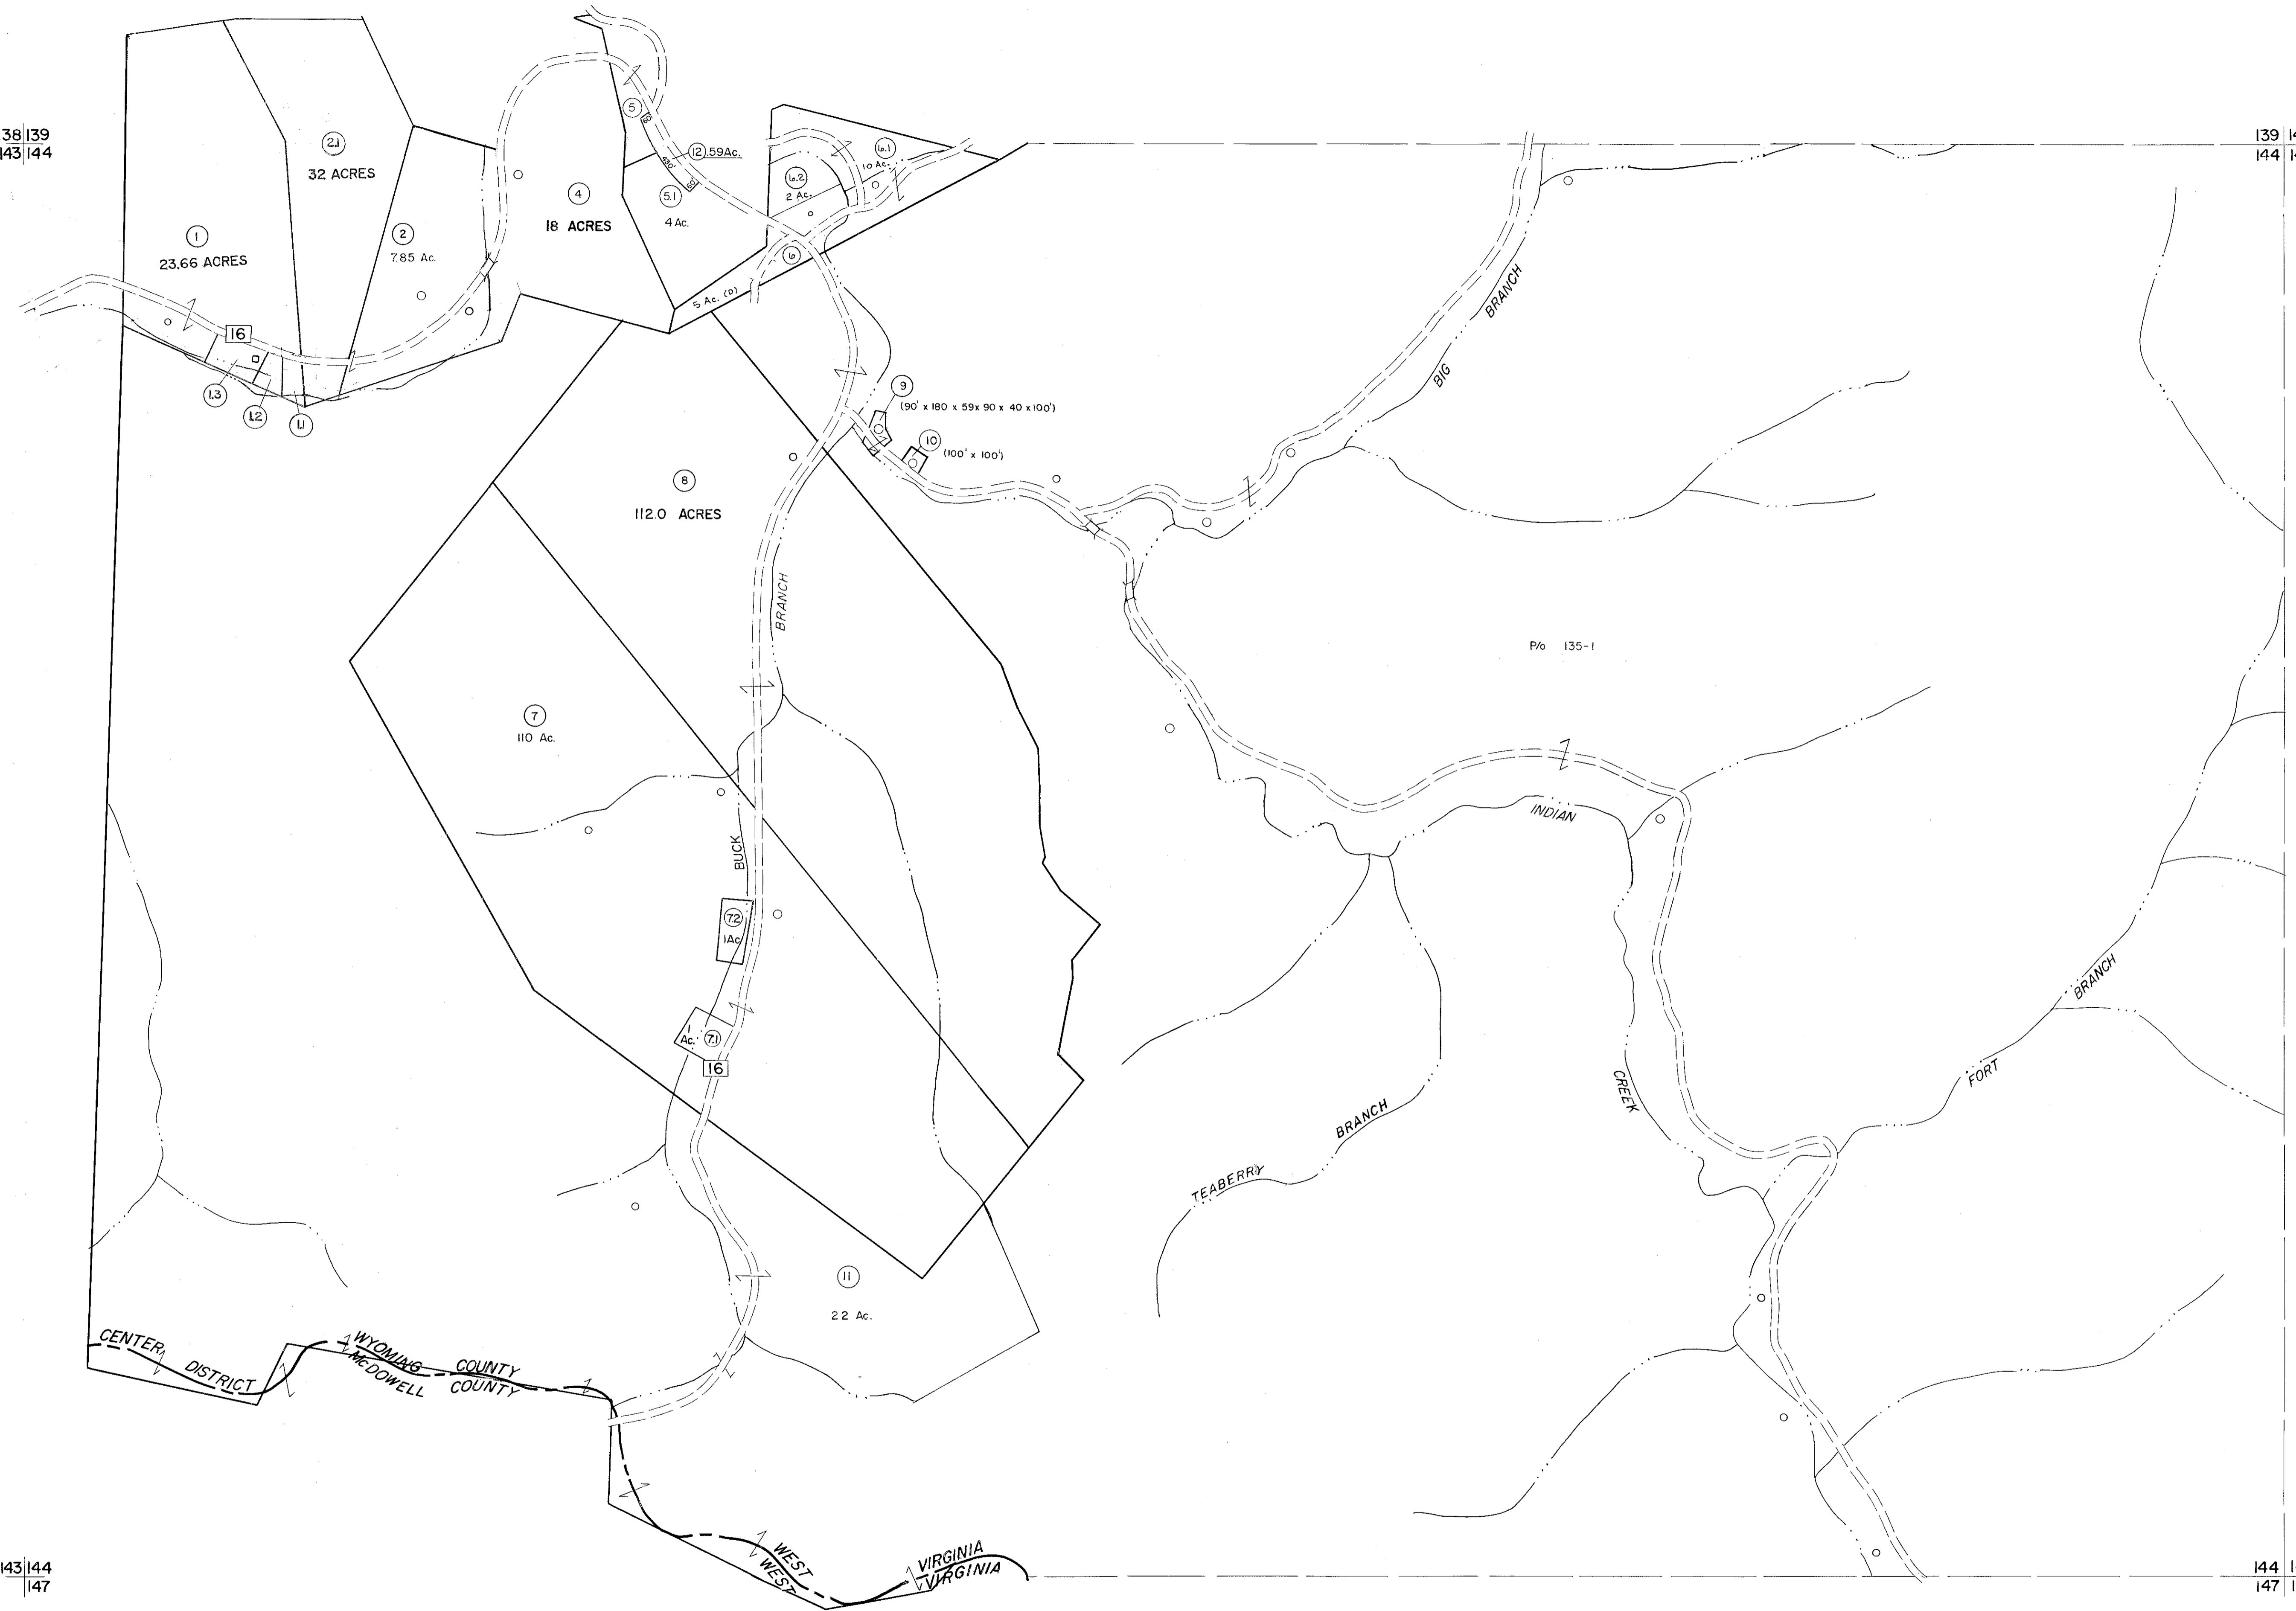 38 139
143 144
139
144
2.1
32 ACRES
1
23.66 ACRES
2
7.85 Ac.
4
18 ACRES
5
60'
12 .59Ac.
430'
60'
5.1
4 Ac.
6.1
10 Ac.
6.2
2 Ac.
6
5 Ac. (D)
16
1.3
1.2
1.1
9
(90' x 180 x 59 x 90 x 40 x 100')
10
(100' x 100')
8
112.0 ACRES
BIG BRANCH
P/o 135-1
7
110 Ac.
BUCK BRANCH
7.2
1Ac
1
Ac.
7.1
16
INDIAN CREEK
TEABERRY BRANCH
FORT BRANCH
11
22 Ac.
CENTER DISTRICT
WYOMING COUNTY
McDOWELL COUNTY
WEST VIRGINIA
WEST VIRGINIA
143 144
147
144
147